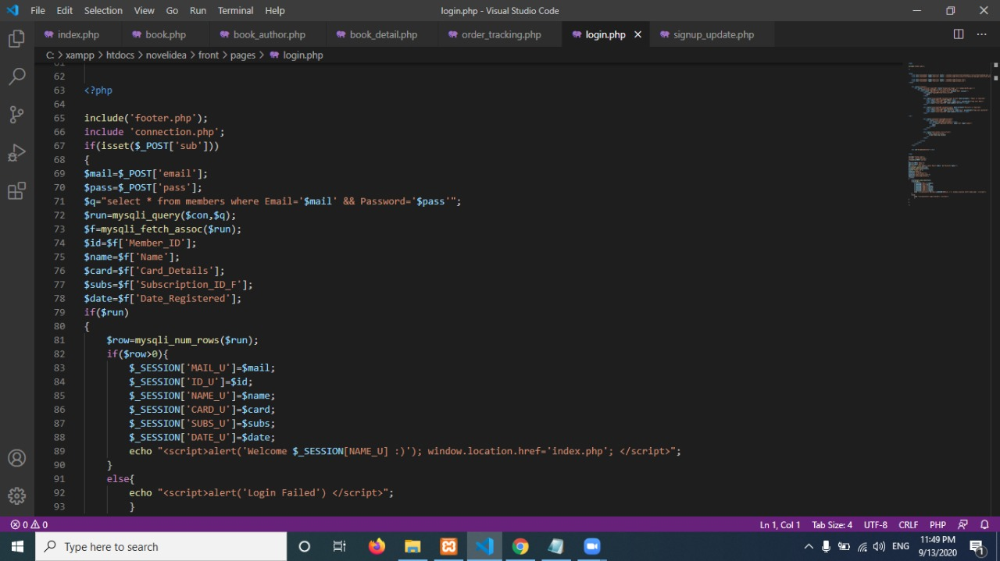 File Edit Selection View Go Run Terminal Help login.php - Visual Studio Code
index.php book.php book_author.php book_detail.php order_tracking.php login.php signup_update.php
C: > xampp > htdocs > novelidea > front > pages > login.php
61
62
63 <?php
64
65 include('footer.php');
66 include 'connection.php';
67 if(isset($_POST['sub']))
68 {
69 $mail=$_POST['email'];
70 $pass=$_POST['pass'];
71 $q="select * from members where Email='$mail' && Password='$pass'";
72 $run=mysqli_query($con,$q);
73 $f=mysqli_fetch_assoc($run);
74 $id=$f['Member_ID'];
75 $name=$f['Name'];
76 $card=$f['Card_Details'];
77 $subs=$f['Subscription_ID_F'];
78 $date=$f['Date_Registered'];
79 if($run)
80 {
81 $row=mysqli_num_rows($run);
82 if($row>0){
83 $_SESSION['MAIL_U']=$mail;
84 $_SESSION['ID_U']=$id;
85 $_SESSION['NAME_U']=$name;
86 $_SESSION['CARD_U']=$card;
87 $_SESSION['SUBS_U']=$subs;
88 $_SESSION['DATE_U']=$date;
89 echo "<script>alert('Welcome $_SESSION[NAME_U] :)'); window.location.href='index.php'; </script>";
90 }
91 else{
92 echo "<script>alert('Login Failed') </script>";
93 }
0 0 Ln 1, Col 1 Tab Size: 4 UTF-8 CRLF PHP
Type here to search ENG 11:49 PM
9/13/2020 1